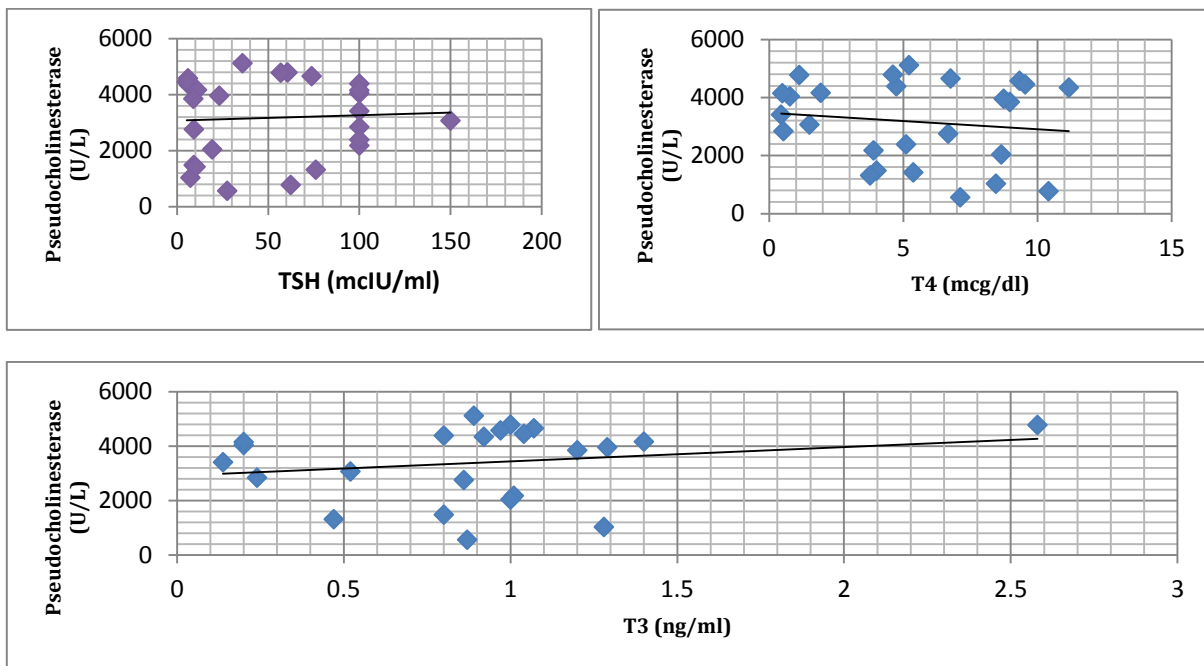 Pseudocholinesterase
(U/L)
6000
4000
2000
0
0 50 100 150 200
TSH (mcIU/ml)
Pseudocholinesterase
(U/L)
6000
4000
2000
0
0 5 10 15
T4 (mcg/dl)
Pseudocholinesterase
(U/L)
6000
4000
2000
0
0 0.5 1 1.5 2 2.5 3
T3 (ng/ml)